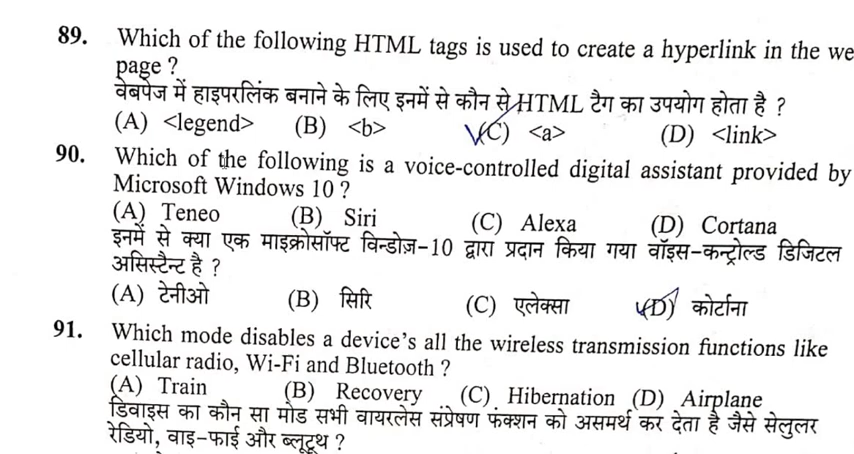 89. Which of the following HTML tags is used to create a hyperlink in the we
page ?
वेबपेज में हाइपरलिंक बनाने के लिए इनमें से कौन से HTML टैग का उपयोग होता है ?
(A) <legend> (B) <b> (C) <a> (D) <link>
90. Which of the following is a voice-controlled digital assistant provided by
Microsoft Windows 10 ?
(A) Teneo (B) Siri (C) Alexa (D) Cortana
इनमें से क्या एक माइक्रोसॉफ्ट विन्डोज़-10 द्वारा प्रदान किया गया वॉइस-कन्ट्रोल्ड डिजिटल
असिस्टैन्ट है ?
(A) टेनीओ (B) सिरि (C) एलेक्सा (D) कोर्टाना
91. Which mode disables a device's all the wireless transmission functions like
cellular radio, Wi-Fi and Bluetooth ?
(A) Train (B) Recovery (C) Hibernation (D) Airplane
डिवाइस का कौन सा मोड सभी वायरलेस संप्रेषण फंक्शन को असमर्थ कर देता है जैसे सेलुलर
रेडियो, वाइ-फाई और ब्लूटूथ ?